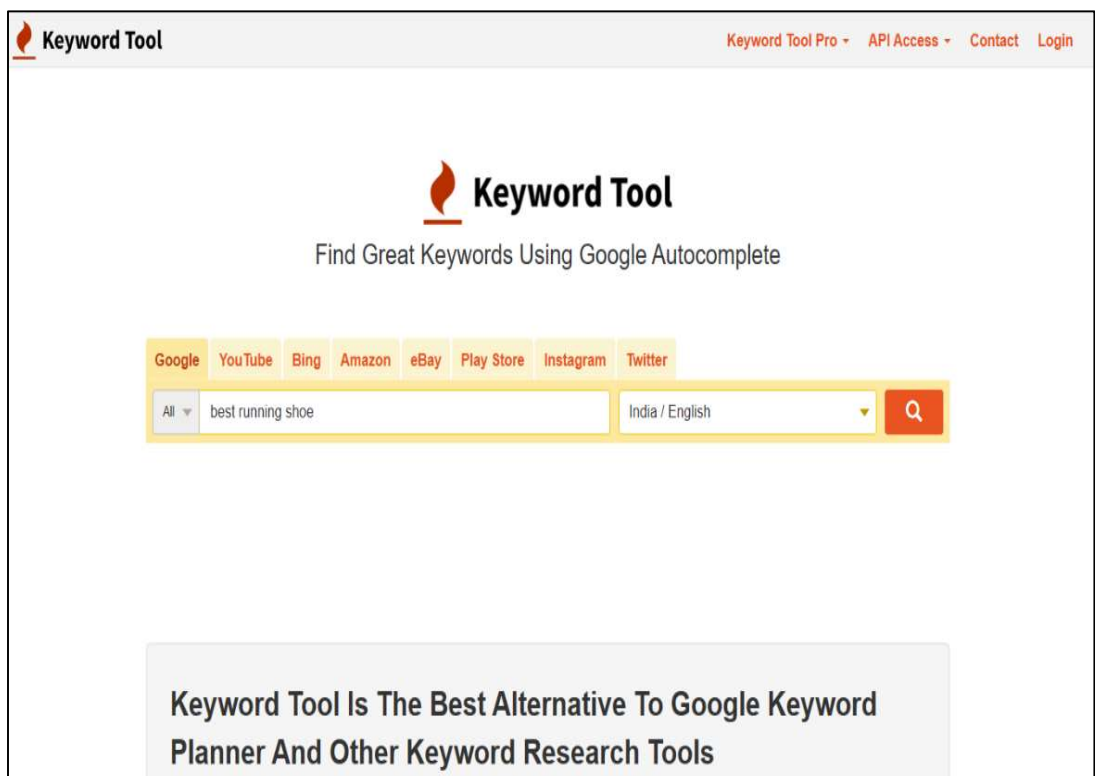 Keyword Tool Keyword Tool Pro API Access Contact Login
Keyword Tool
Find Great Keywords Using Google Autocomplete
Google YouTube Bing Amazon eBay Play Store Instagram Twitter
All best running shoe India / English
Keyword Tool Is The Best Alternative To Google Keyword
Planner And Other Keyword Research Tools